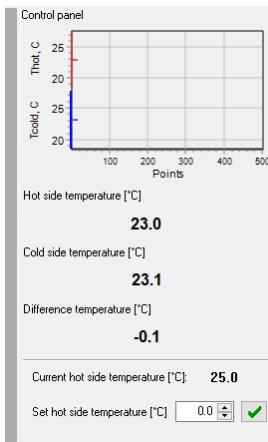 Control panel
Thot, C
25
20
Tcold, C
25
20
100 200 300 400 500
Points
Hot side temperature [°C]
23.0
Cold side temperature [°C]
23.1
Difference temperature [°C]
-0.1
Current hot side temperature [°C]: 25.0
Set hot side temperature [°C] 0.0